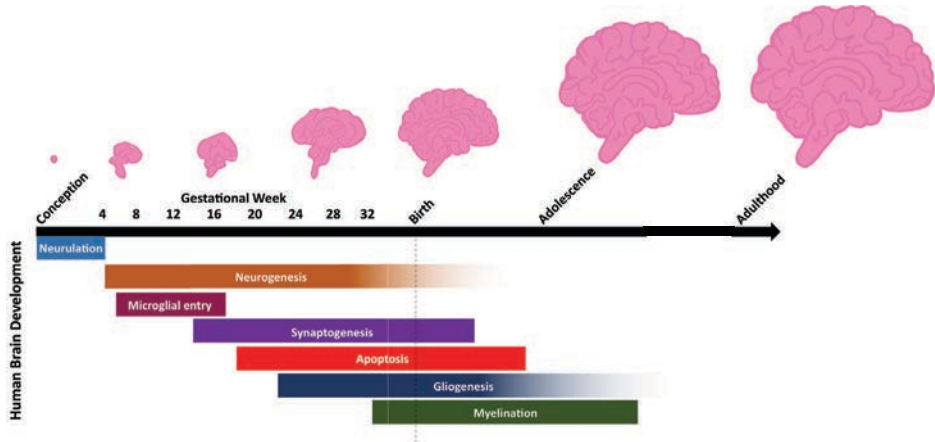 Conception
Gestational Week
4 8 12 16 20 24 28 32
Birth
Adolescence
Adulthood
Human Brain Development
Neurulation
Neurogenesis
Microglial entry
Synaptogenesis
Apoptosis
Gliogenesis
Myelination